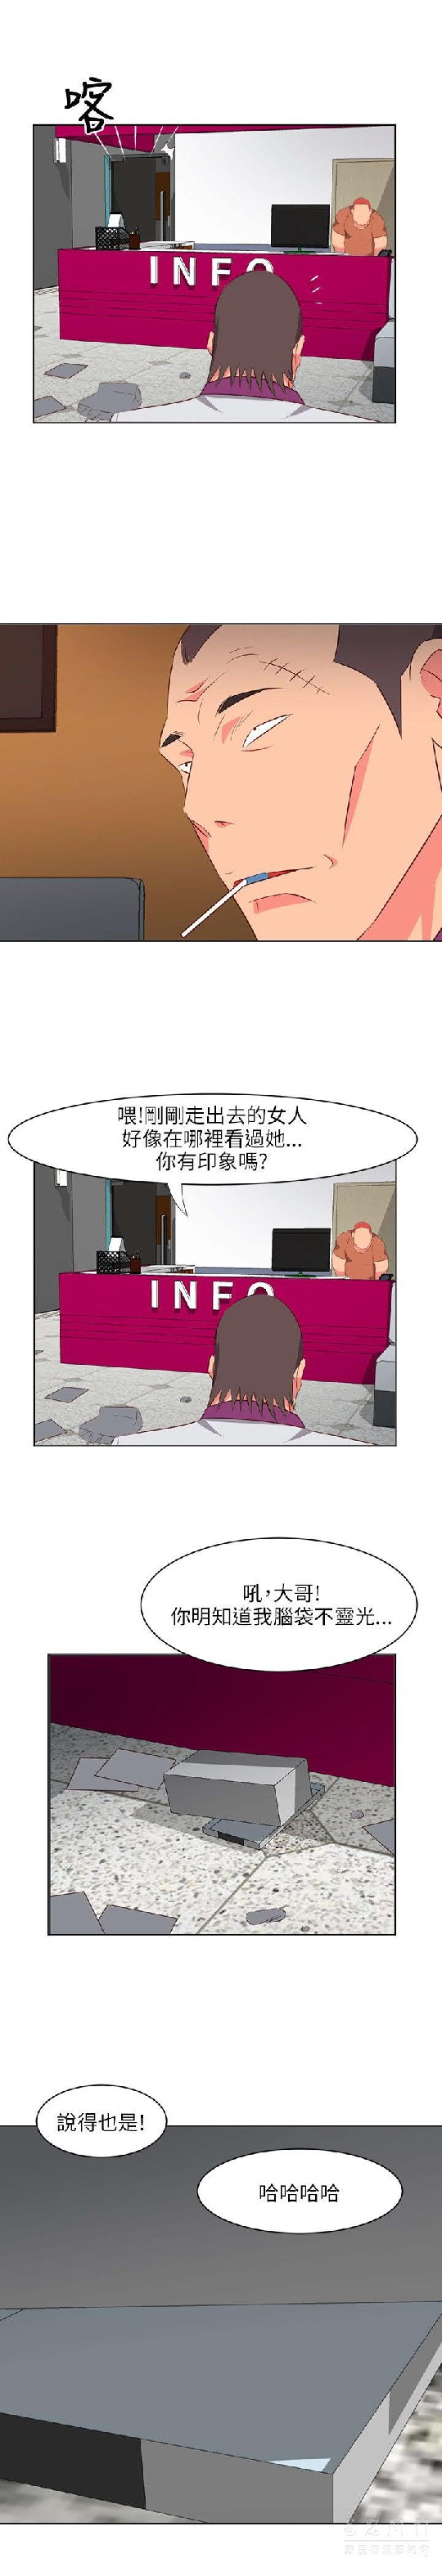 喀
INFO
喂!剛剛走出去的女人
好像在哪裡看過她...
你有印象嗎?
INFO
吼,大哥!
你明知道我腦袋不靈光...
說得也是!
哈哈哈哈